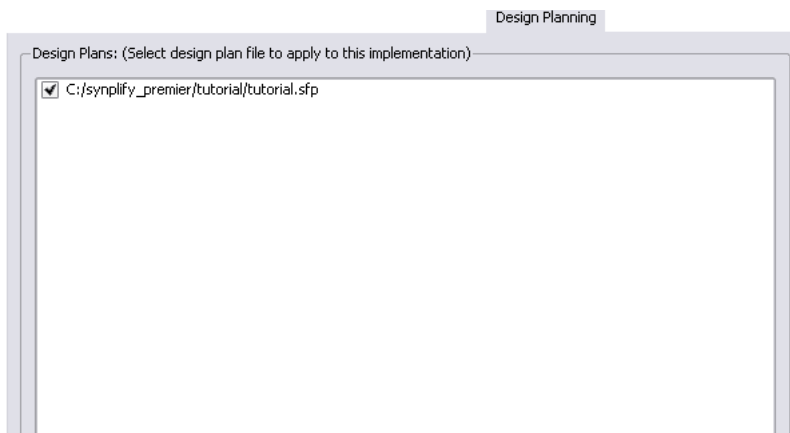 Design Planning
Design Plans: (Select design plan file to apply to this implementation)
C:/synplify_premier/tutorial/tutorial.sfp